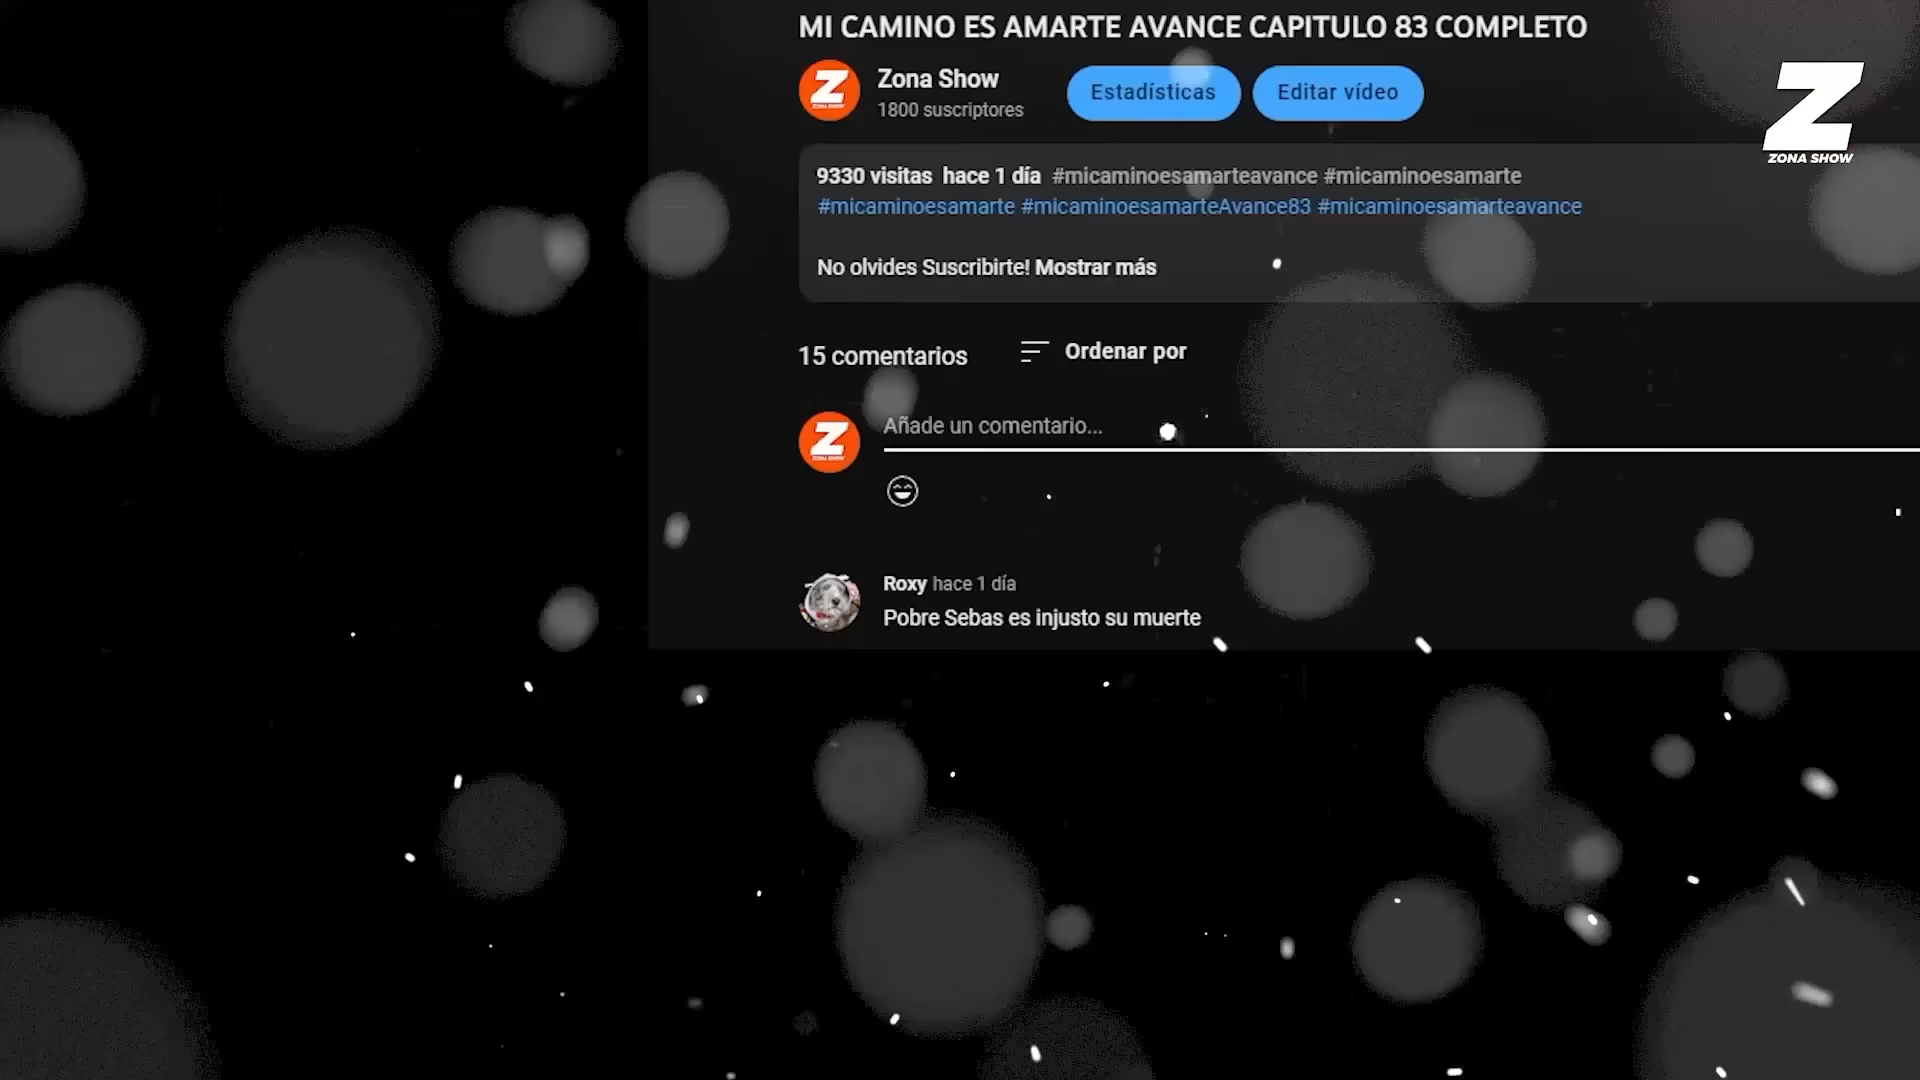 MI CAMINO ES AMARTE AVANCE CAPITULO 83 COMPLETO
Zona Show
1800 suscriptores
Estadísticas
Editar vídeo
Z
ZONA SHOW
9330 visitas hace 1 día #micaminoesamarteavance #micaminoesamarte
#micaminoesamarte #micaminoesamarteAvance83 #micaminoesamarteavance
No olvides Suscribirte! Mostrar más
15 comentarios
Ordenar por
Añade un comentario...
Roxy hace 1 día
Pobre Sebas es injusto su muerte